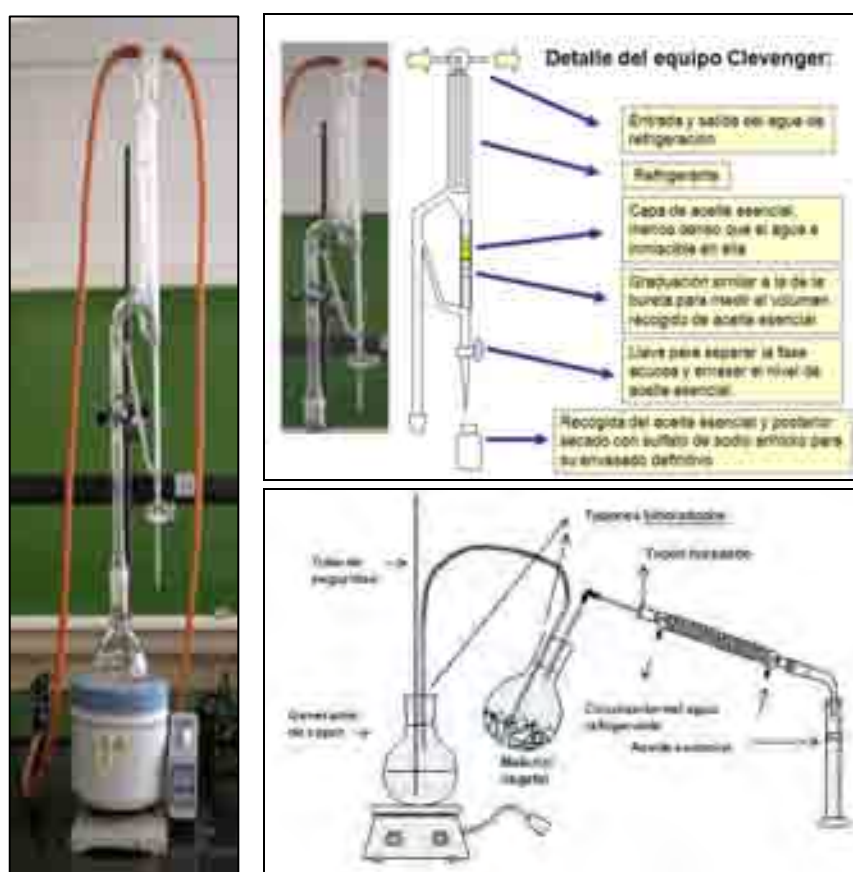 Detalle del equipo Clevenger:
Entrada y salida del agua de
refrigeración
Refrigerante
Capa de aceite esencial,
menos denso que el agua e
inmiscible en ella
Graduación similar a la de la
bureta para medir el volumen
recogido de aceite esencial
Llave para separar la fase
acuosa y enrasar el nivel de
aceite esencial.
Recogida del aceite esencial y posterior
secado con sulfato de sodio anhidro para
su envasado definitivo
Tapones bihoradados
Tubo de
seguridad
Tapón horadado
Generador
de vapor
Material
vegetal
Circulación del agua
refrigerante
Aceite esencial